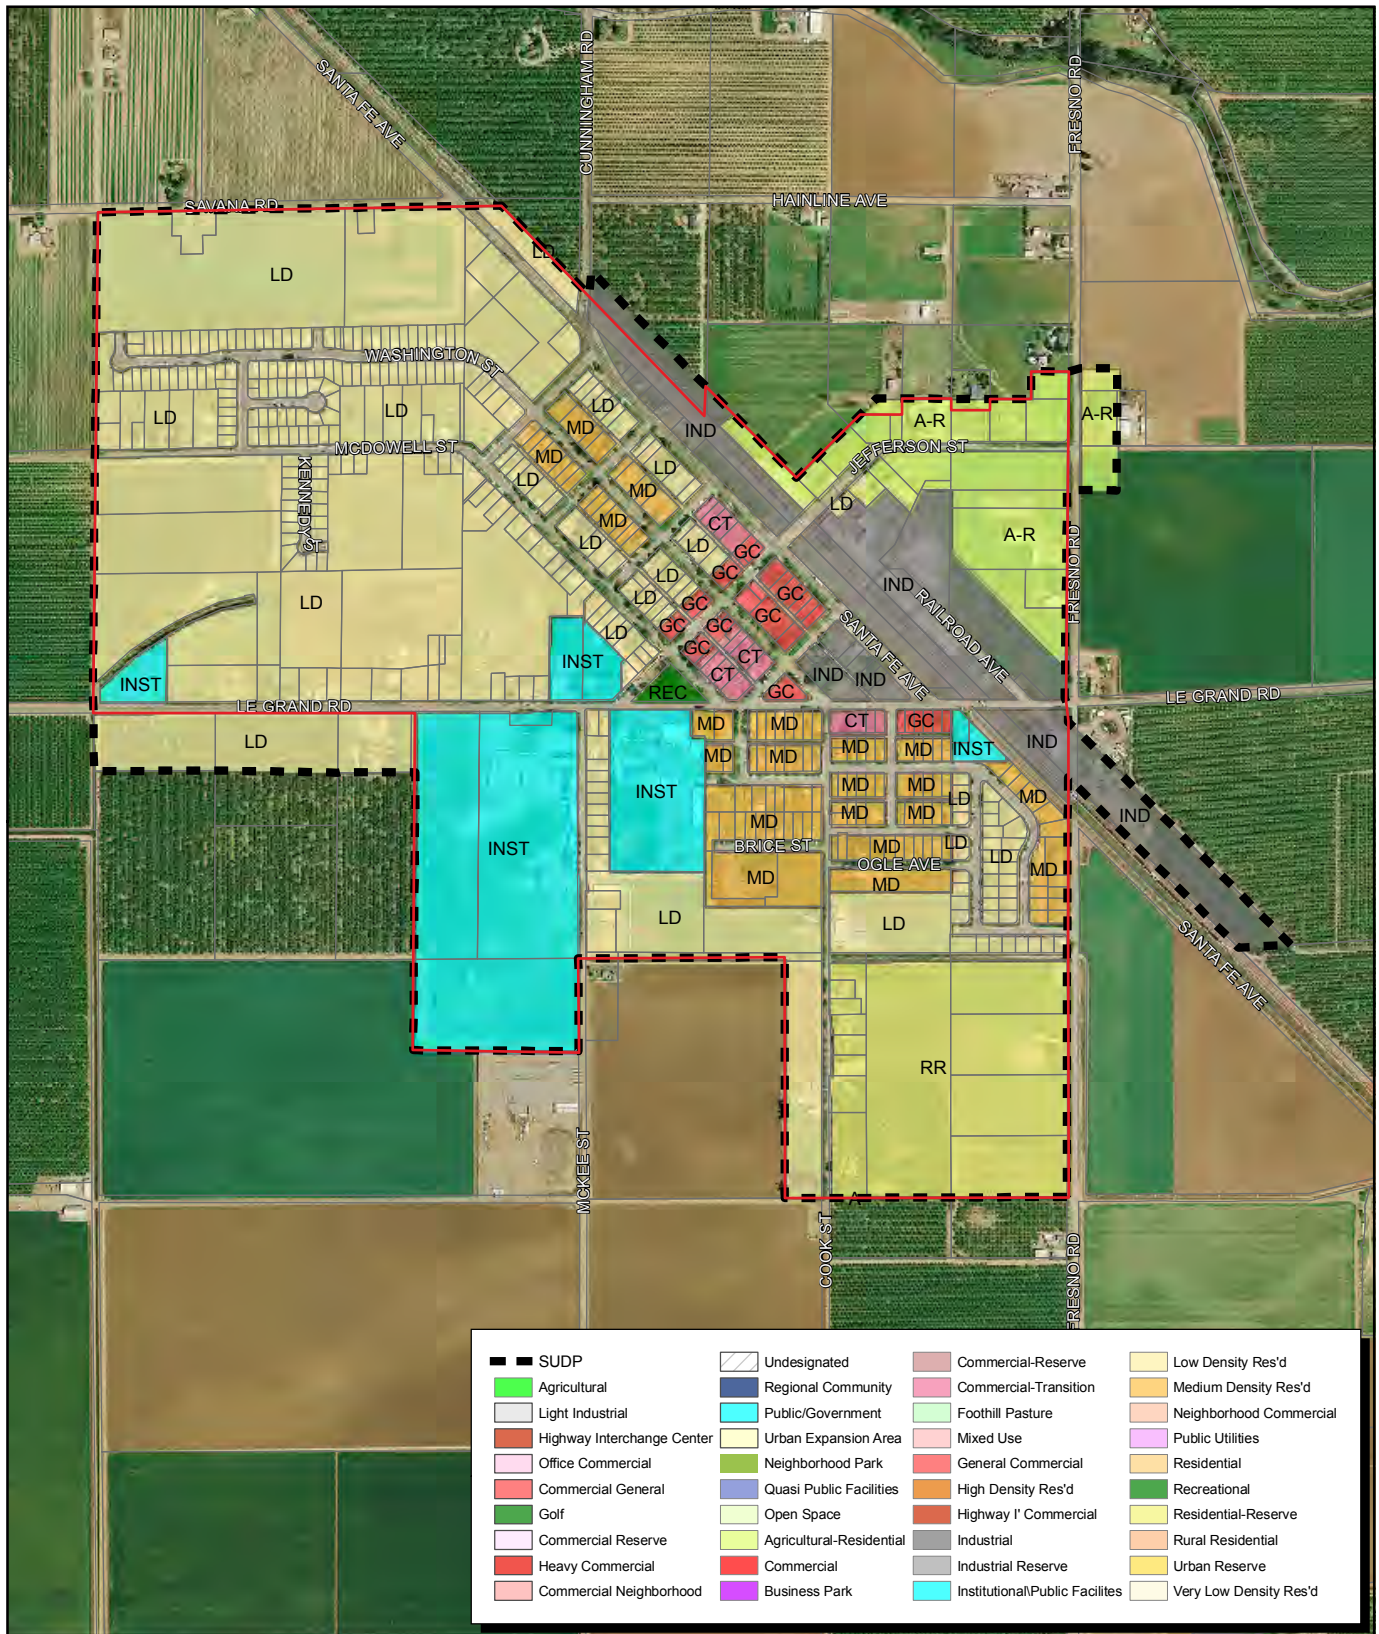 SANTA FE AVE
CUNNINGHAM RD
FRESNO RD
SAVANA RD
HAINLINE AVE
LD
LD
WASHINGTON ST
LD
LD
LD
MD
IND
A-R
A-R
MCDOWELL ST
MD
LD
LD
MD
JEFFERSON ST
KENNEDY ST
MD
LD
CT
LD
LD
GC
GC
A-R
FRESNO RD
LD
LD
LD
GC
GC
GC
IND
RAILROAD AVE
LD
GC
GC
GC
CT
SANTA FE AVE
INST
INST
REC
CT
GC
IND
IND
LE GRAND RD
LE GRAND RD
LD
MD
MD
CT
GC
INST
IND
MD
MD
MD
MD
INST
MD
MD
LD
MD
IND
MD
MD
MD
INST
BRICE ST
MD
LD
LD
OGLE AVE
MD
MD
MD
LD
LD
SANTA FE AVE
RR
MCKEE ST
A
COOK ST
FRESNO RD
SUDP
Agricultural
Light Industrial
Highway Interchange Center
Office Commercial
Commercial General
Golf
Commercial Reserve
Heavy Commercial
Commercial Neighborhood
Undesignated
Regional Community
Public/Government
Urban Expansion Area
Neighborhood Park
Quasi Public Facilities
Open Space
Agricultural-Residential
Commercial
Business Park
Commercial-Reserve
Commercial-Transition
Foothill Pasture
Mixed Use
General Commercial
High Density Res'd
Highway I' Commercial
Industrial
Industrial Reserve
Institutional\Public Facilites
Low Density Res'd
Medium Density Res'd
Neighborhood Commercial
Public Utilities
Residential
Recreational
Residential-Reserve
Rural Residential
Urban Reserve
Very Low Density Res'd